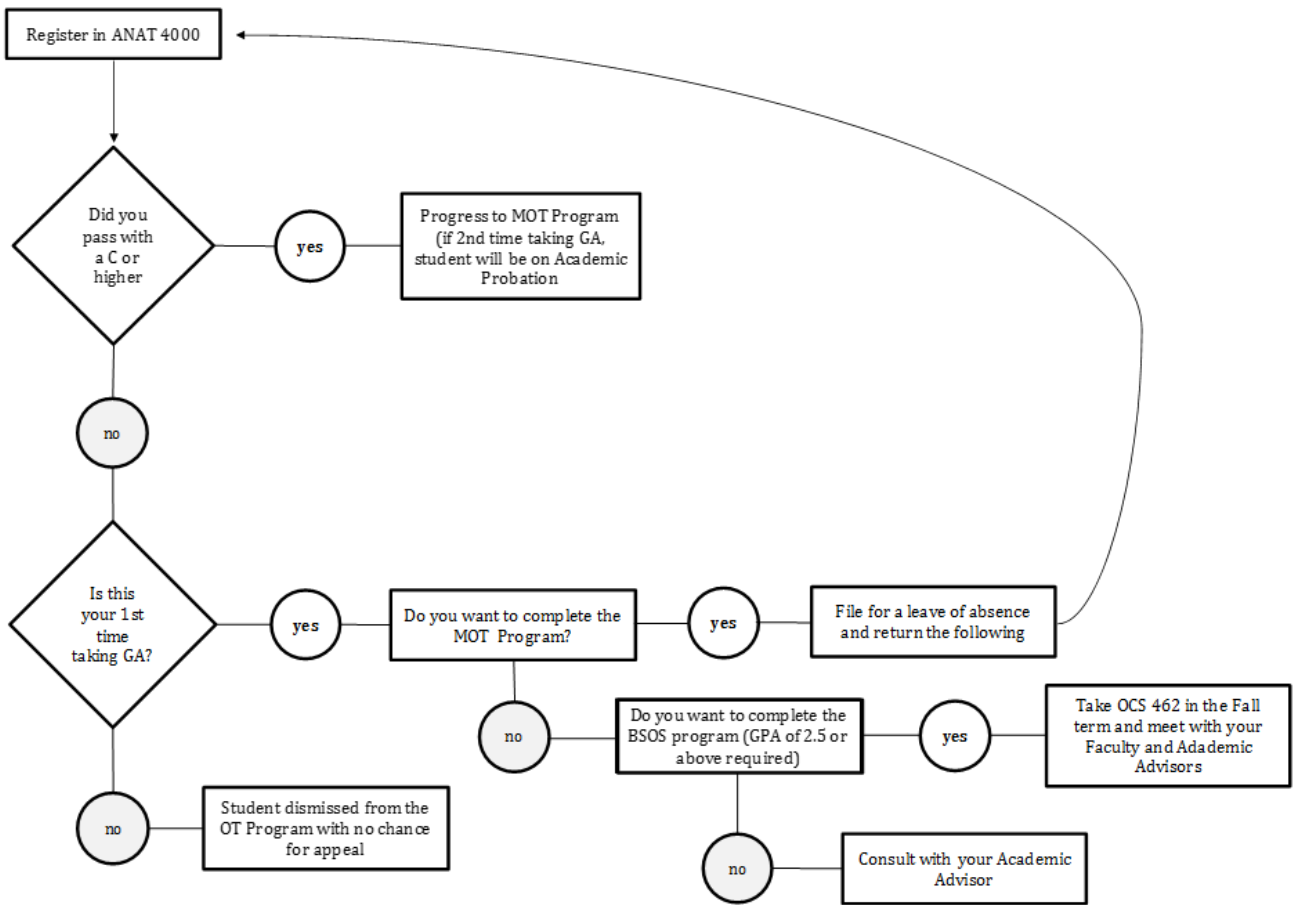 Register in ANAT 4000
Did you
pass with
a C or
higher
yes
Progress to MOT Program
(if 2nd time taking GA,
student will be on Academic
Probation
no
Is this
your 1st
time
taking GA?
yes
Do you want to complete the
MOT Program?
yes
File for a leave of absence
and return the following
no
Do you want to complete the
BSOS program (GPA of 2.5 or
above required)
yes
Take OCS 462 in the Fall
term and meet with your
Faculty and Adademic
Advisors
no
Student dismissed from the
OT Program with no chance
for appeal
no
Consult with your Academic
Advisor